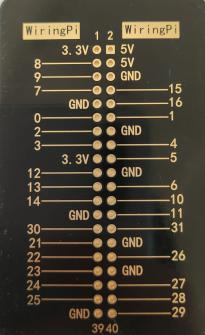 WiringPi WiringPi
1 2
3.3V 5V
8 5V
9 GND
7 15
GND 16
0 1
2 GND
3 4
3.3V 5
12 GND
13 6
14 10
GND 11
30 31
21 GND
22 26
23 GND
24 27
25 28
GND 29
39 40